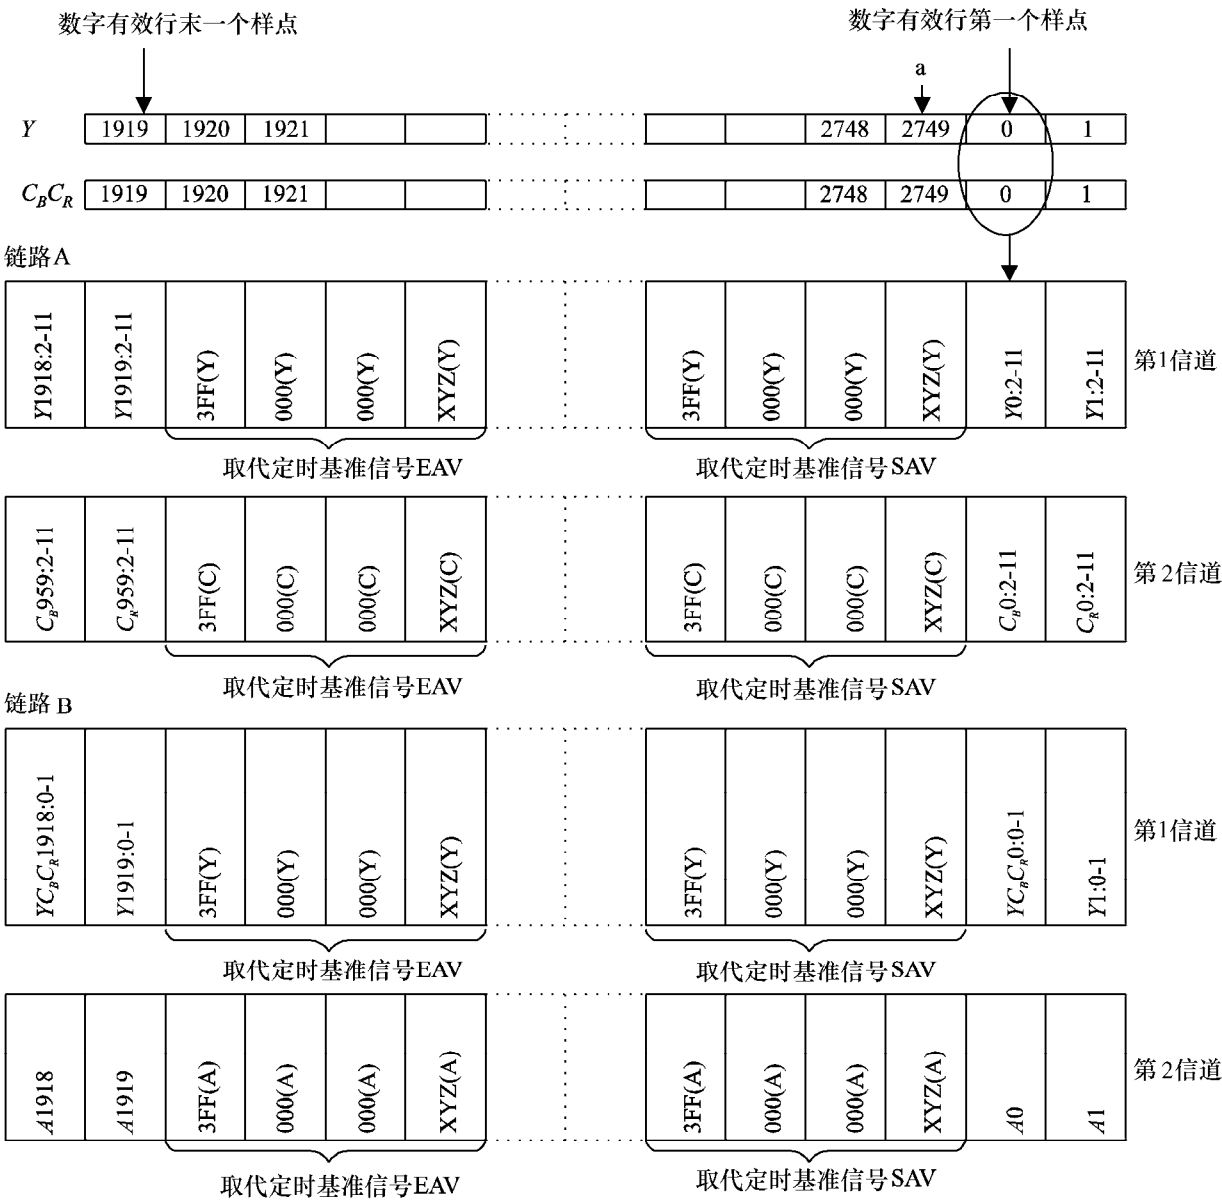 数字有效行末一个样点 数字有效行第一个样点
a
Y 1919 1920 1921 2748 2749 0 1
CBCR 1919 1920 1921 2748 2749 0 1
链路A
Y1918:2-11 Y1919:2-11 3FF(Y) 000(Y) 000(Y) XYZ(Y) 3FF(Y) 000(Y) 000(Y) XYZ(Y) Y0:2-11 Y1:2-11 第1信道
取代定时基准信号EAV 取代定时基准信号SAV
CB959:2-11 CR959:2-11 3FF(C) 000(C) 000(C) XYZ(C) 3FF(C) 000(C) 000(C) XYZ(C) CB0:2-11 CR0:2-11 第2信道
取代定时基准信号EAV 取代定时基准信号SAV
链路B
YCBCR1918:0-1 Y1919:0-1 3FF(Y) 000(Y) 000(Y) XYZ(Y) 3FF(Y) 000(Y) 000(Y) XYZ(Y) YCBCR0:0-1 Y1:0-1 第1信道
取代定时基准信号EAV 取代定时基准信号SAV
A1918 A1919 3FF(A) 000(A) 000(A) XYZ(A) 3FF(A) 000(A) 000(A) XYZ(A) A0 A1 第2信道
取代定时基准信号EAV 取代定时基准信号SAV